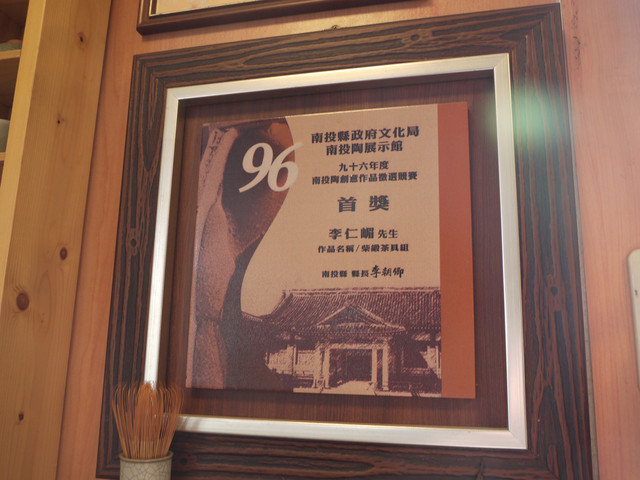 96
南投縣政府文化局
南投陶展示館
九十六年度
南投陶創意作品徵選競賽
首獎
李仁嵋 先生
作品名稱/柴燒茶具組
南投縣 縣長 李朝卿